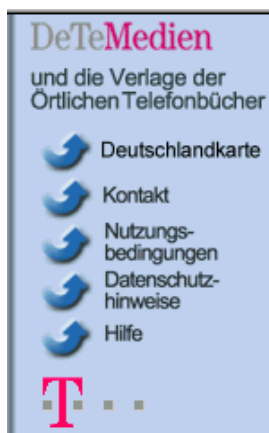 DeTeMedien
und die Verlage der
Örtlichen Telefonbücher
Deutschlandkarte
Kontakt
Nutzungs-
bedingungen
Datenschutz-
hinweise
Hilfe
T